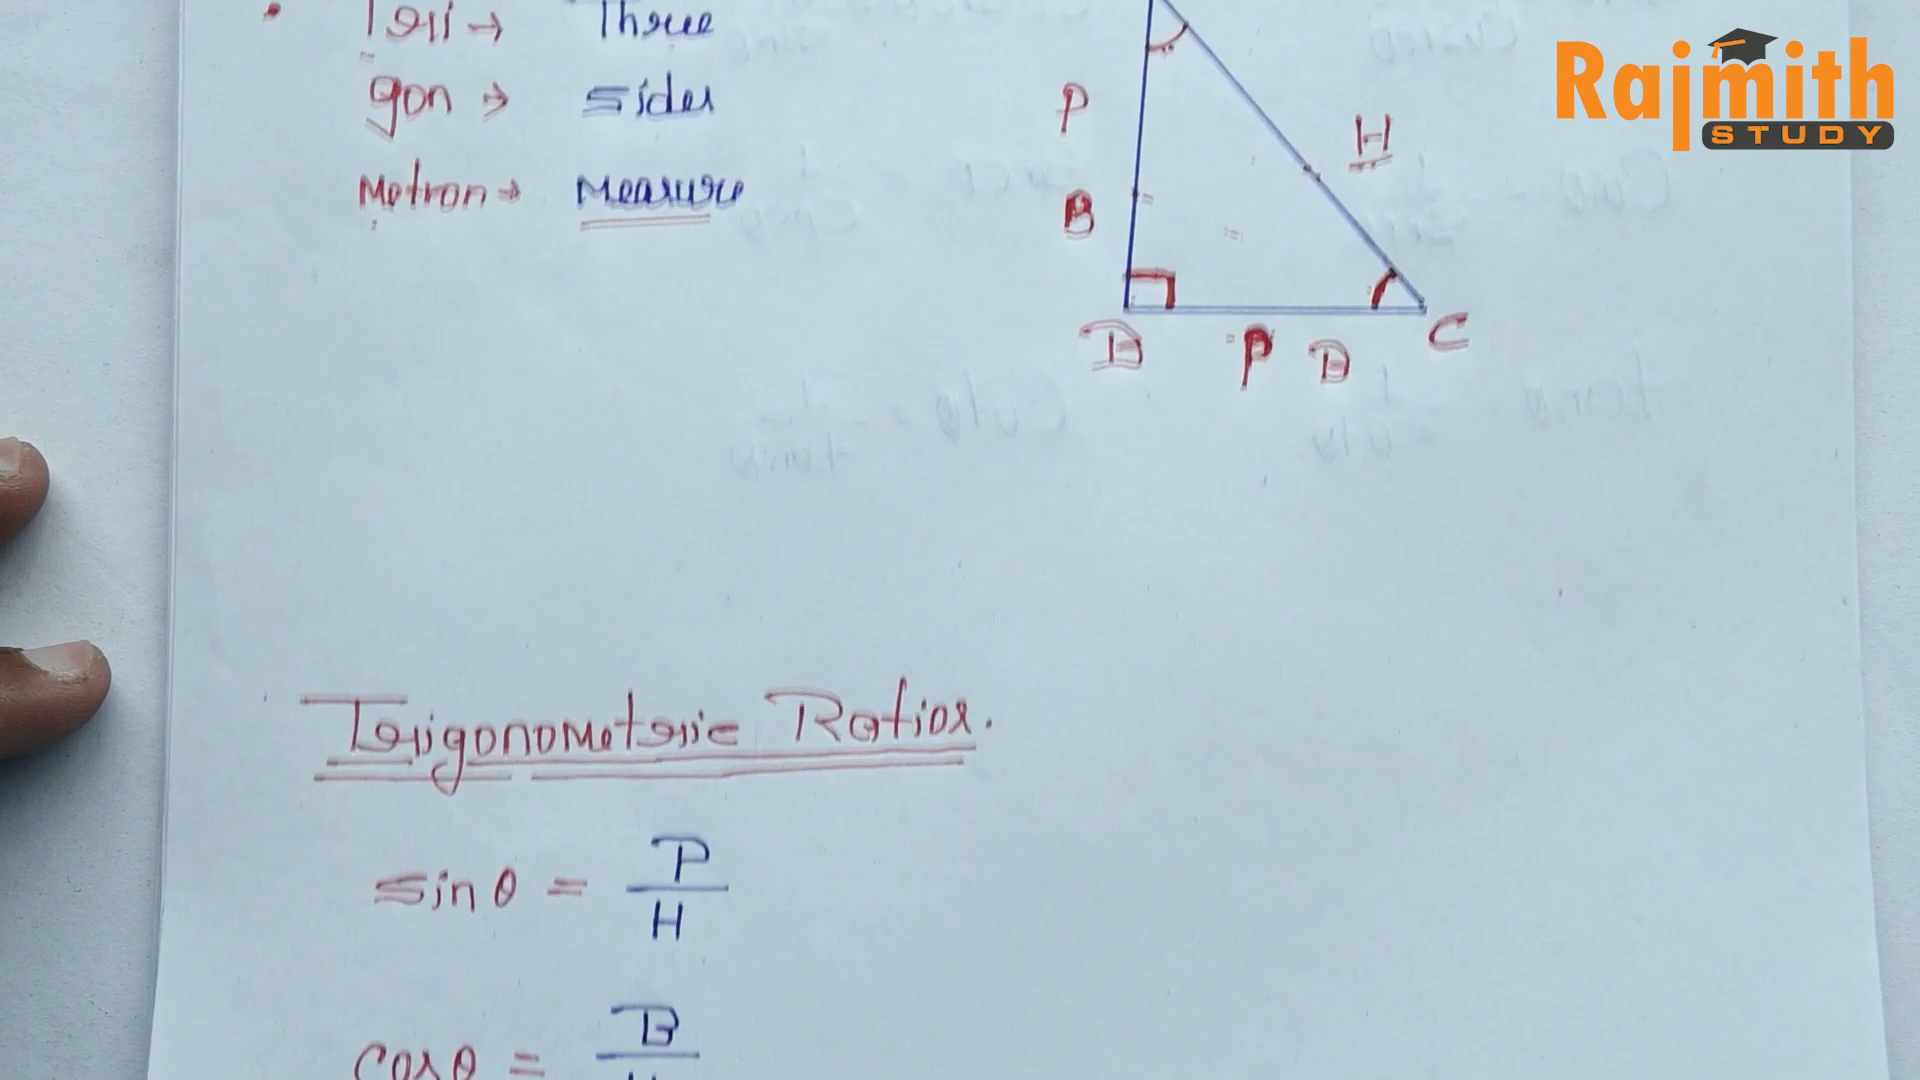 Tri → Three
gon → sides
Metron → Measure
P
H
B
B
P B
C
Rajmith
STUDY
Trigonometric Ratios.
sin θ = P
H
cos θ = B